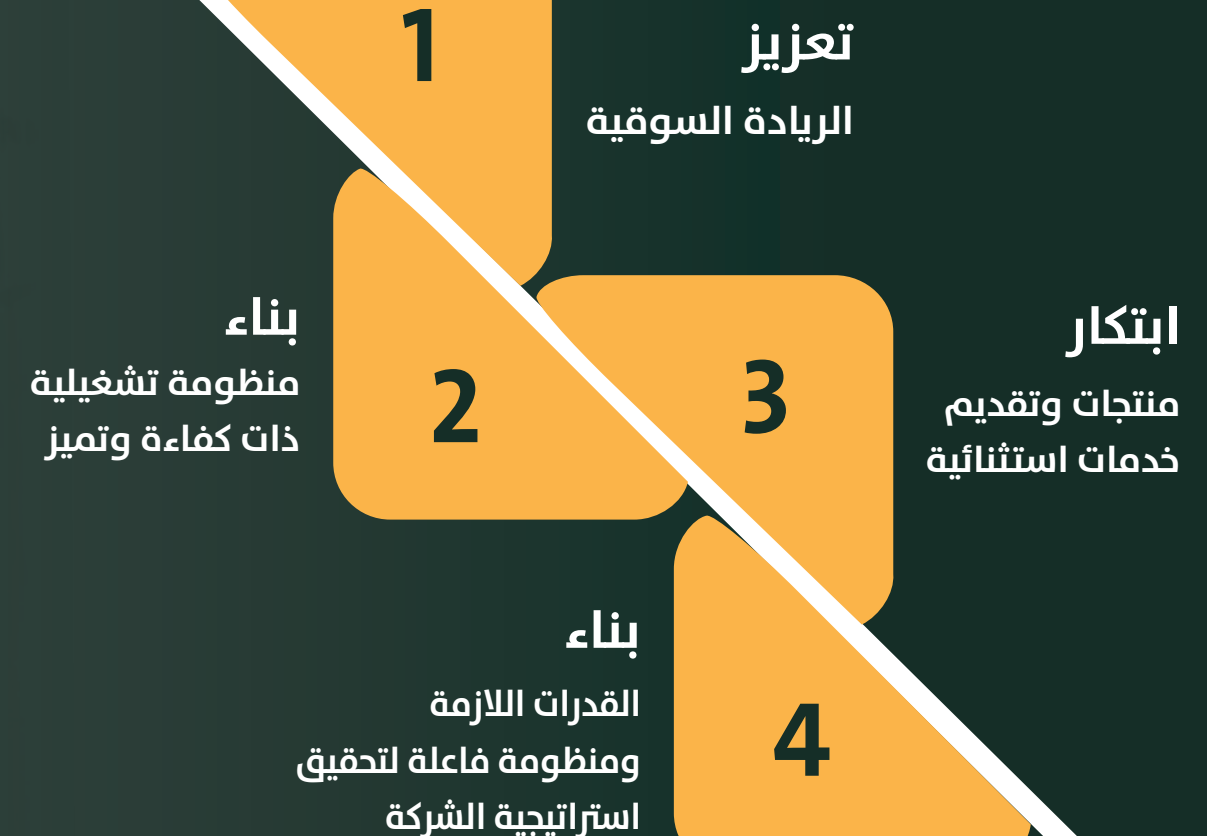 1
تعزيز
الريادة السوقية
2
بناء
منظومة تشغيلية
ذات كفاءة وتميز
3
ابتكار
منتجات وتقديم
خدمات استثنائية
4
بناء
القدرات اللازمة
ومنظومة فاعلة لتحقيق
استراتيجية الشركة